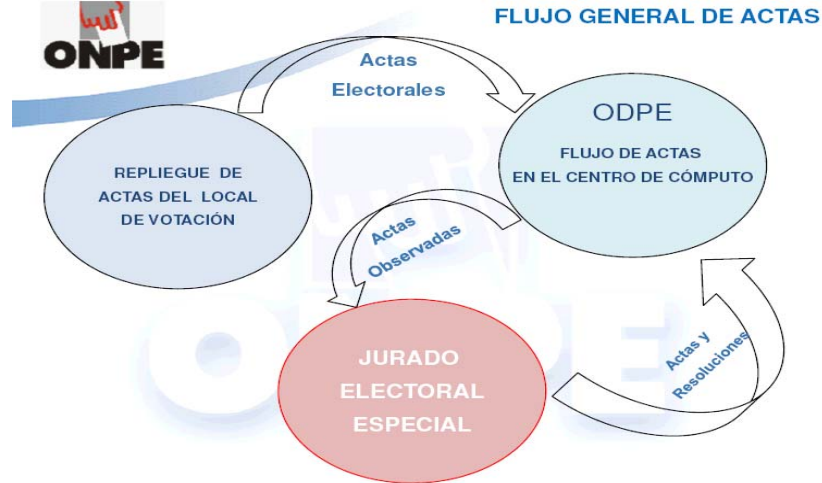 ONPE
FLUJO GENERAL DE ACTAS
Actas
Electorales
ODPE
FLUJO DE ACTAS
EN EL CENTRO DE CÓMPUTO
REPLIEGUE DE
ACTAS DEL LOCAL
DE VOTACIÓN
Actas
Observadas
Actas y
Resoluciones
JURADO
ELECTORAL
ESPECIAL
ONPE